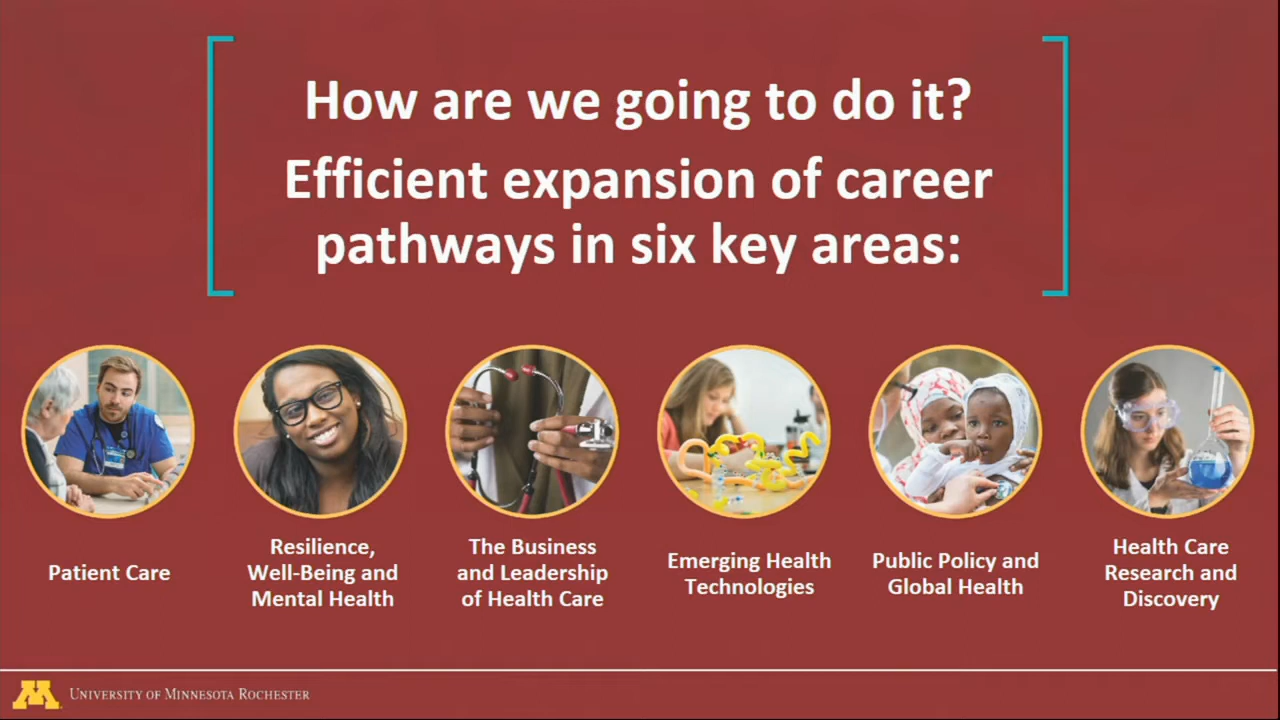 How are we going to do it?
Efficient expansion of career
pathways in six key areas:
Patient Care
Resilience,
Well-Being and
Mental Health
The Business
and Leadership
of Health Care
Emerging Health
Technologies
Public Policy and
Global Health
Health Care
Research and
Discovery
M
UNIVERSITY OF MINNESOTA ROCHESTER